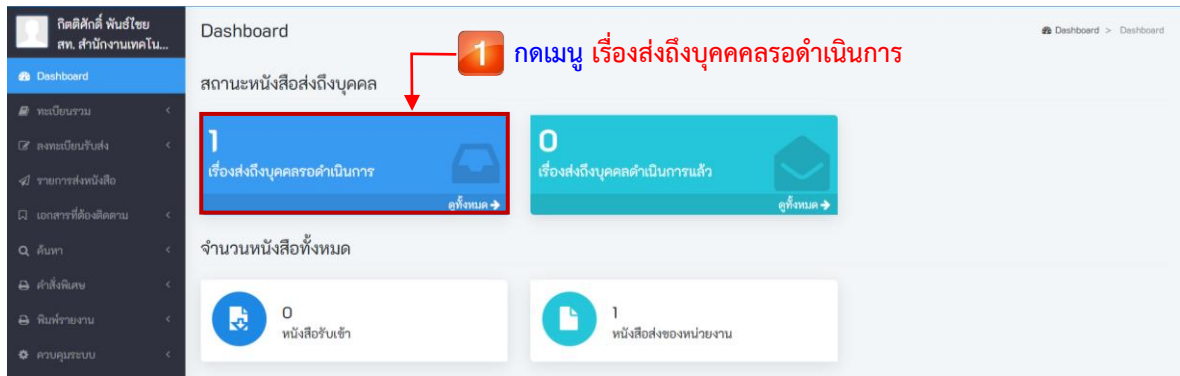 กิตติศักดิ์ พันธ์ไชย
สท. สำนักงานเทคโน...
Dashboard
ทะเบียนรวม
ลงทะเบียนรับส่ง
รายการส่งหนังสือ
เอกสารที่ต้องติดตาม
ค้นหา
คำสั่งพิเศษ
พิมพ์รายงาน
ควบคุมระบบ
Dashboard
Dashboard > Dashboard
1 กดเมนู เรื่องส่งถึงบุคคคลรอดำเนินการ
สถานะหนังสือส่งถึงบุคคล
1
เรื่องส่งถึงบุคคลรอดำเนินการ
ดูทั้งหมด
0
เรื่องส่งถึงบุคคลดำเนินการแล้ว
ดูทั้งหมด
จำนวนหนังสือทั้งหมด
0
หนังสือรับเข้า
1
หนังสือส่งของหน่วยงาน